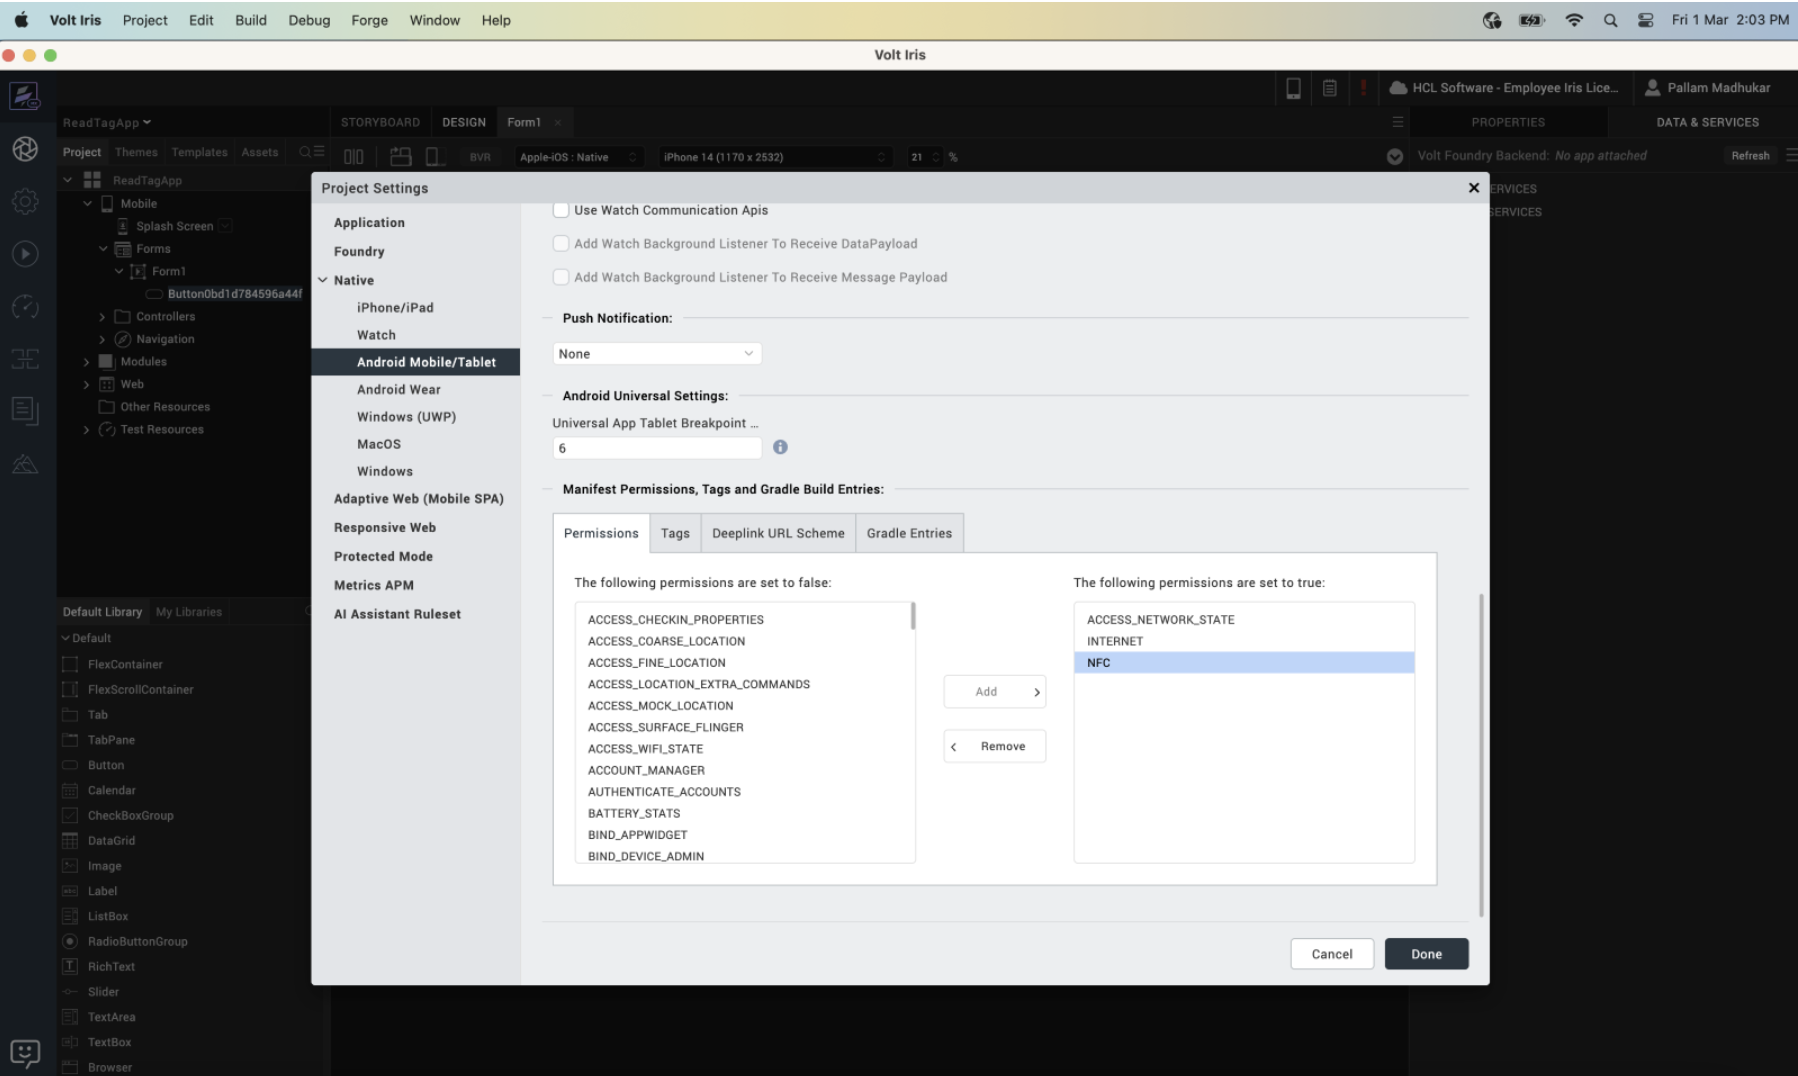 Volt Iris Project Edit Build Debug Forge Window Help Fri 1 Mar 2:03 PM
Volt Iris
HCL Software - Employee Iris Lice... Pallam Madhukar
ReadTagApp STORYBOARD DESIGN Form1 × PROPERTIES DATA & SERVICES
Project Themes Templates Assets BVR Apple-iOS : Native iPhone 14 (1170 x 2532) 21 % Volt Foundry Backend: No app attached Refresh
ReadTagApp
Mobile
Splash Screen
Forms
Form1
Button0bd1d784596a44f
Controllers
Navigation
Modules
Web
Other Resources
Test Resources
Default Library My Libraries
Default
FlexContainer
FlexScrollContainer
Tab
TabPane
Button
Calendar
CheckBoxGroup
DataGrid
Image
Label
ListBox
RadioButtonGroup
RichText
Slider
TextArea
TextBox
Browser
ERVICES
SERVICES
Project Settings
Application
Foundry
Native
iPhone/iPad
Watch
Android Mobile/Tablet
Android Wear
Windows (UWP)
MacOS
Windows
Adaptive Web (Mobile SPA)
Responsive Web
Protected Mode
Metrics APM
AI Assistant Ruleset
Use Watch Communication Apis
Add Watch Background Listener To Receive DataPayload
Add Watch Background Listener To Receive Message Payload
Push Notification:
None
Android Universal Settings:
Universal App Tablet Breakpoint ...
6
Manifest Permissions, Tags and Gradle Build Entries:
Permissions Tags Deeplink URL Scheme Gradle Entries
The following permissions are set to false:
ACCESS_CHECKIN_PROPERTIES
ACCESS_COARSE_LOCATION
ACCESS_FINE_LOCATION
ACCESS_LOCATION_EXTRA_COMMANDS
ACCESS_MOCK_LOCATION
ACCESS_SURFACE_FLINGER
ACCESS_WIFI_STATE
ACCOUNT_MANAGER
AUTHENTICATE_ACCOUNTS
BATTERY_STATS
BIND_APPWIDGET
BIND_DEVICE_ADMIN
Add
Remove
The following permissions are set to true:
ACCESS_NETWORK_STATE
INTERNET
NFC
Cancel Done